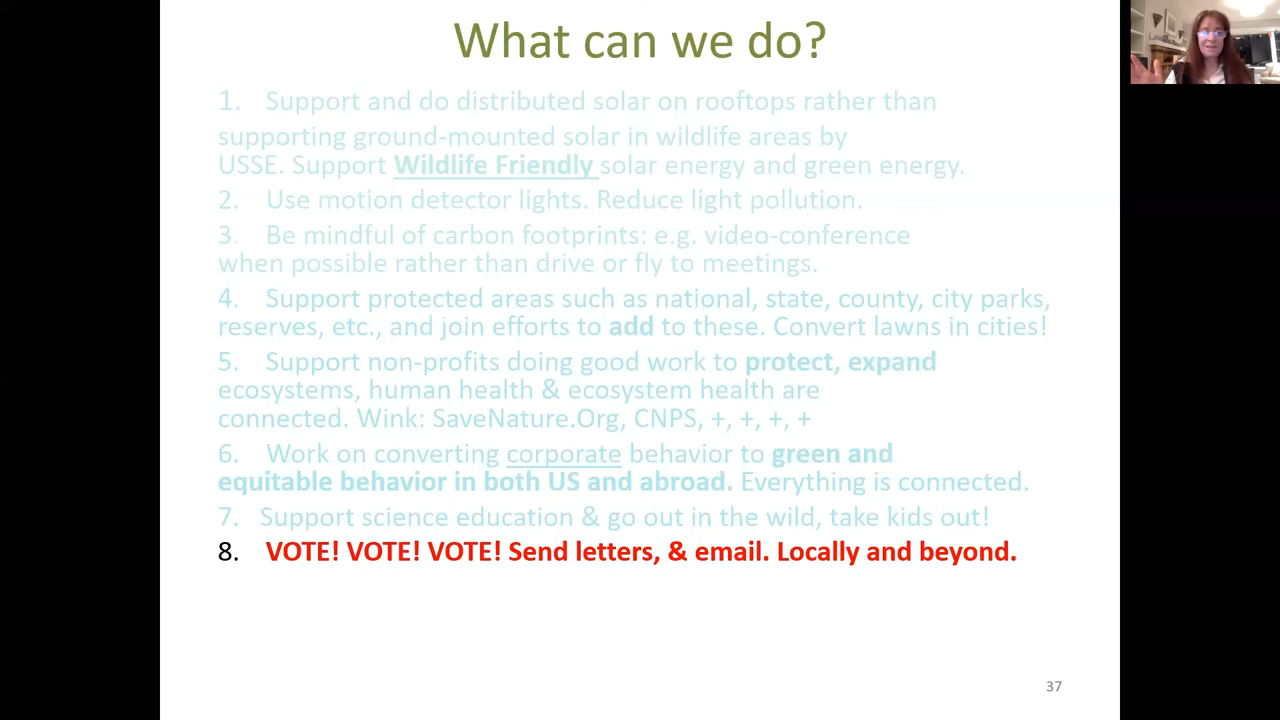 What can we do?
1. Support and do distributed solar on rooftops rather than
supporting ground-mounted solar in wildlife areas by
USSE. Support Wildlife Friendly solar energy and green energy.
2. Use motion detector lights. Reduce light pollution.
3. Be mindful of carbon footprints: e.g. video-conference
when possible rather than drive or fly to meetings.
4. Support protected areas such as national, state, county, city parks,
reserves, etc., and join efforts to add to these. Convert lawns in cities!
5. Support non-profits doing good work to protect, expand
ecosystems, human health & ecosystem health are
connected. Wink: SaveNature.Org, CNPS, +, +, +, +
6. Work on converting corporate behavior to green and
equitable behavior in both US and abroad. Everything is connected.
7. Support science education & go out in the wild, take kids out!
8. VOTE! VOTE! VOTE! Send letters, & email. Locally and beyond.
37